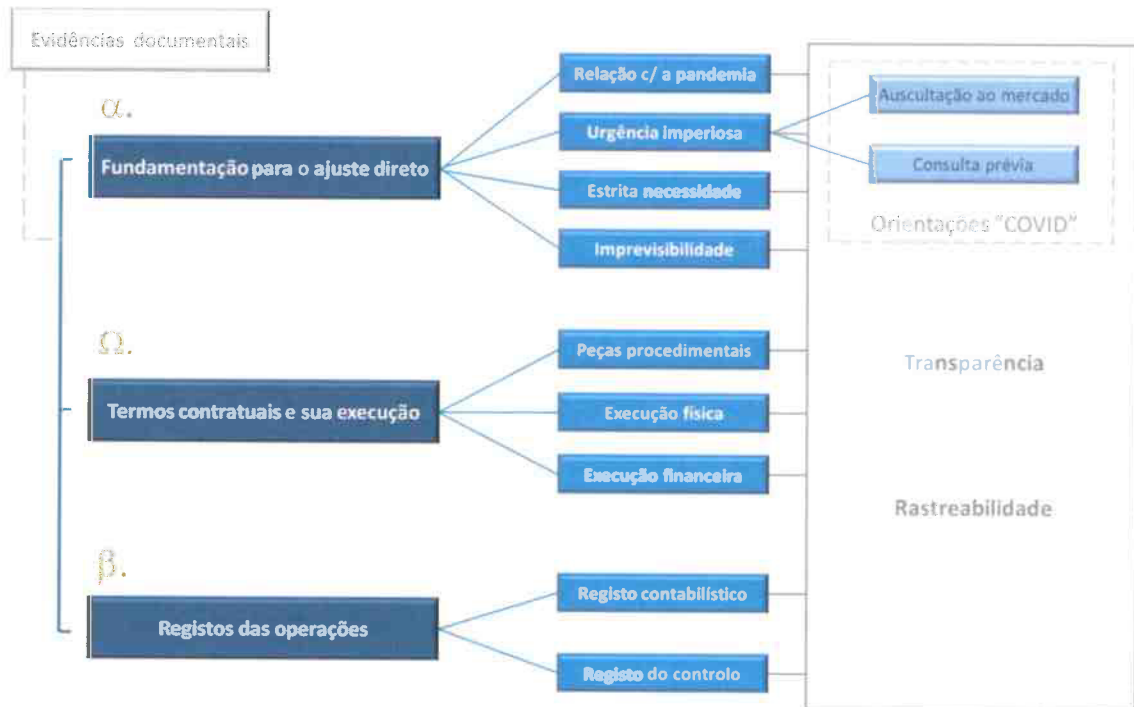 Evidências documentais
α.
Fundamentação para o ajuste direto
Relação c/ a pandemia
Urgência imperiosa
Estrita necessidade
Imprevisibilidade
Auscultação ao mercado
Consulta prévia
Orientações "COVID"
Ω.
Termos contratuais e sua execução
Peças procedimentais
Execução física
Execução financeira
Transparência
Rastreabilidade
β.
Registos das operações
Registo contabilístico
Registo do controlo